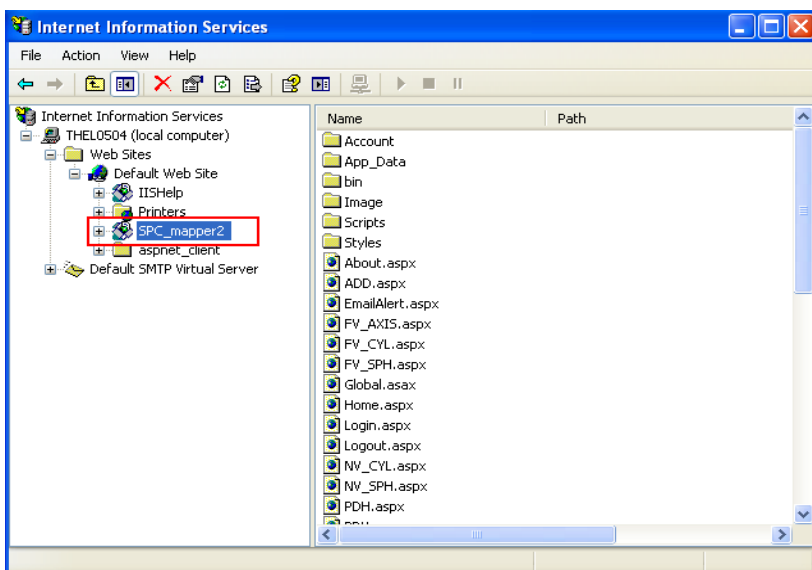 Internet Information Services
File Action View Help
Internet Information Services
THEL0504 (local computer)
Web Sites
Default Web Site
IISHelp
Printers
SPC_mapper2
aspnet_client
Default SMTP Virtual Server
Name Path
Account
App_Data
bin
Image
Scripts
Styles
About.aspx
ADD.aspx
EmailAlert.aspx
FV_AXIS.aspx
FV_CYL.aspx
FV_SPH.aspx
Global.asax
Home.aspx
Login.aspx
Logout.aspx
NV_CYL.aspx
NV_SPH.aspx
PDH.aspx